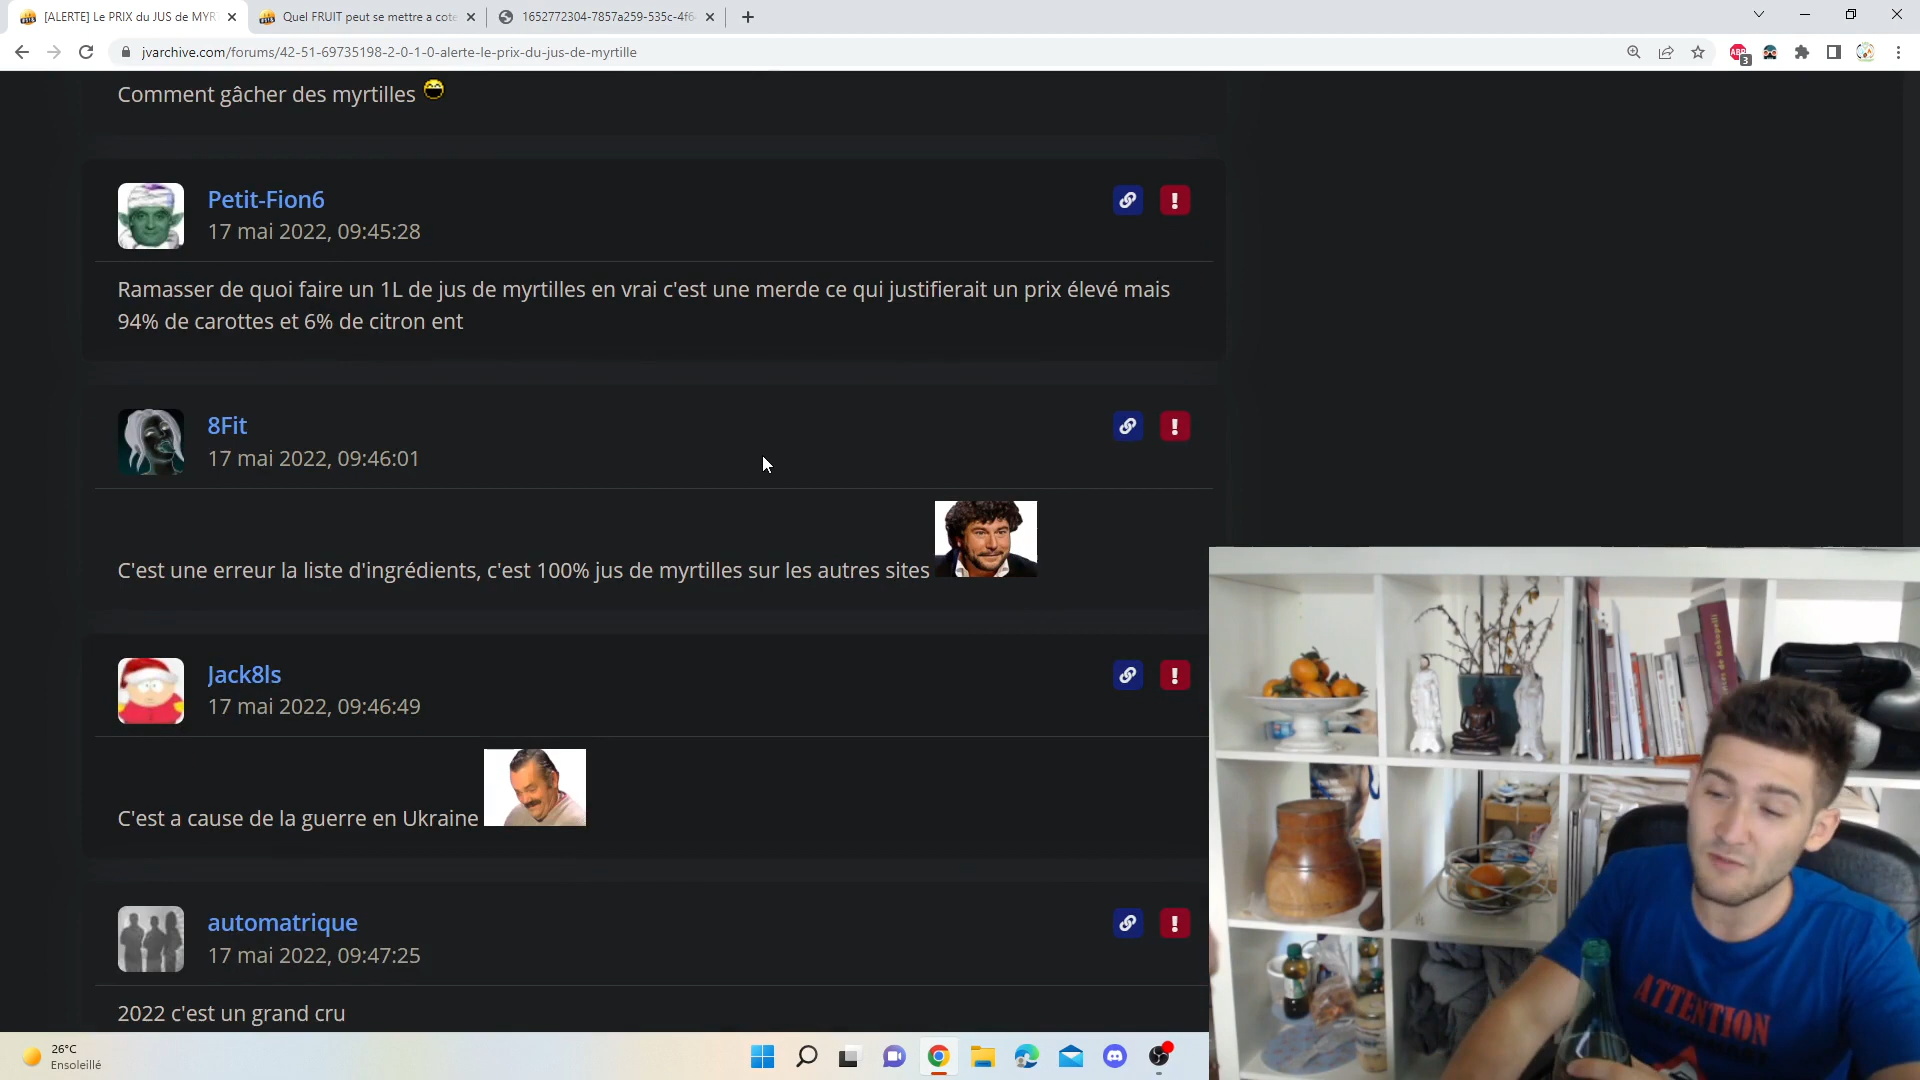 [ALERTE] Le PRIX du JUS de MYR
Quel FRUIT peut se mettre a cote
1652772304-7857a259-535c-4f6
jvarchive.com/forums/42-51-69735198-2-0-1-0-alerte-le-prix-du-jus-de-myrtille
ABP
3
Comment gâcher des myrtilles
Petit-Fion6
17 mai 2022, 09:45:28
Ramasser de quoi faire un 1L de jus de myrtilles en vrai c'est une merde ce qui justifierait un prix élevé mais
94% de carottes et 6% de citron ent
8Fit
17 mai 2022, 09:46:01
C'est une erreur la liste d'ingrédients, c'est 100% jus de myrtilles sur les autres sites
Jack8ls
17 mai 2022, 09:46:49
C'est a cause de la guerre en Ukraine
automatrique
17 mai 2022, 09:47:25
2022 c'est un grand cru
ATTENTION
26°C
Ensoleillé